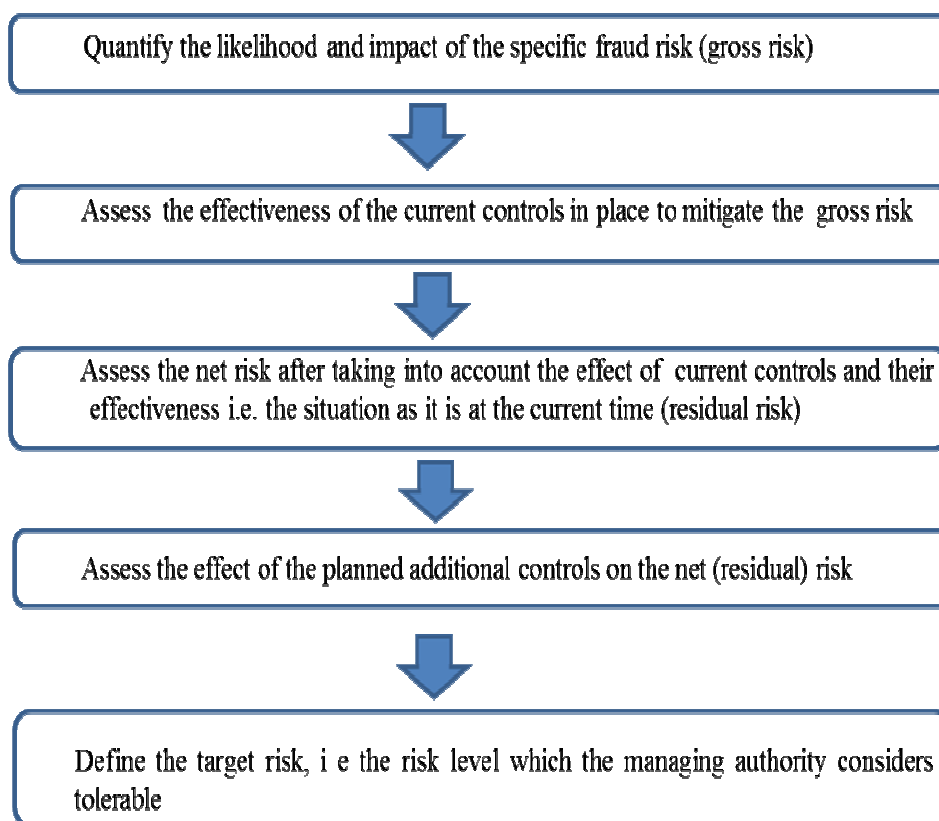 Quantify the likelihood and impact of the specific fraud risk (gross risk)
Assess the effectiveness of the current controls in place to mitigate the gross risk
Assess the net risk after taking into account the effect of current controls and their
effectiveness i.e. the situation as it is at the current time (residual risk)
Assess the effect of the planned additional controls on the net (residual) risk
Define the target risk, i e the risk level which the managing authority considers
tolerable